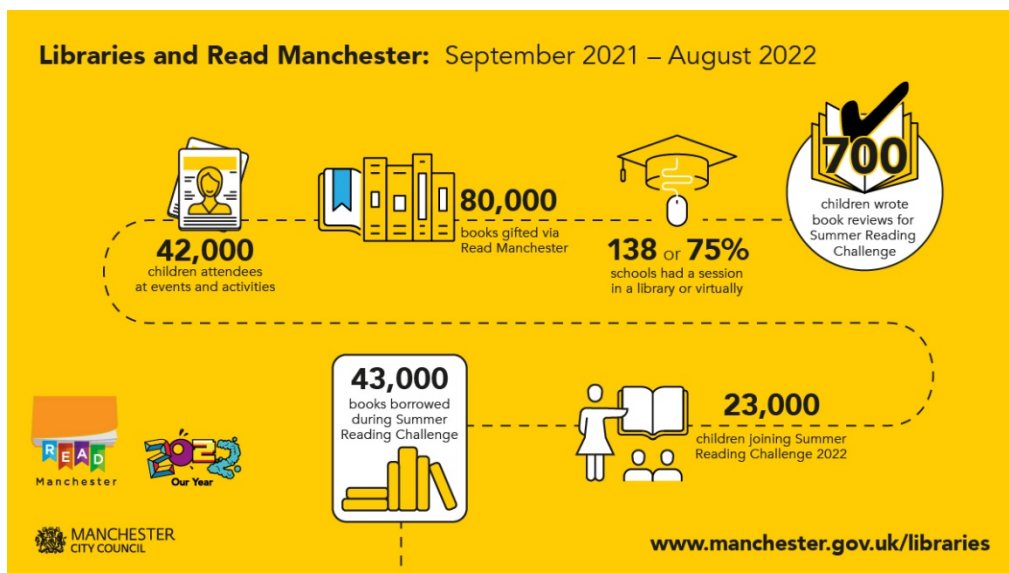 Libraries and Read Manchester: September 2021 – August 2022
42,000
children attendees
at events and activities
80,000
books gifted via
Read Manchester
138 or 75%
schools had a session
in a library or virtually
700
children wrote
book reviews for
Summer Reading
Challenge
43,000
books borrowed
during Summer
Reading Challenge
23,000
children joining Summer
Reading Challenge 2022
READ
Manchester
2022
Our Year
MANCHESTER
CITY COUNCIL
www.manchester.gov.uk/libraries